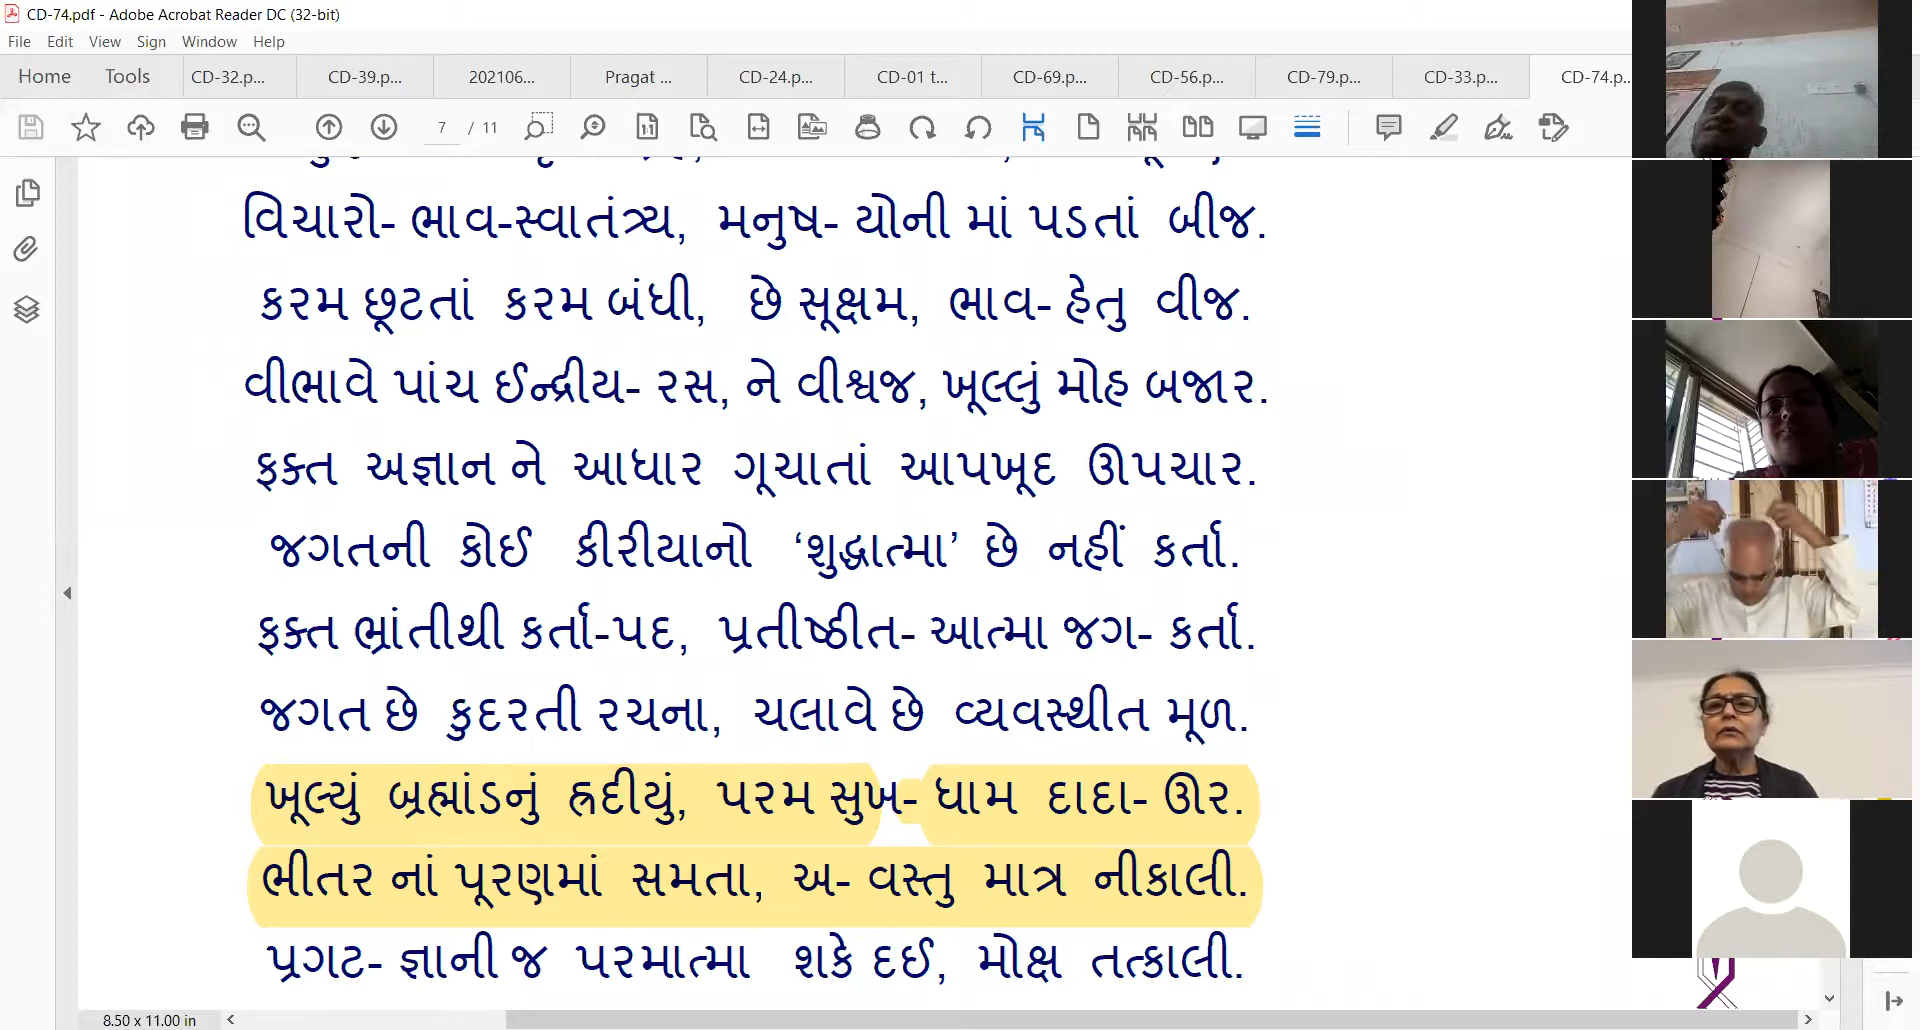 CD-74.pdf - Adobe Acrobat Reader DC (32-bit)
File Edit View Sign Window Help
Home Tools CD-32.p... CD-39.p... 202106... Pragat ... CD-24.p... CD-01 t... CD-69.p... CD-56.p... CD-79.p... CD-33.p... CD-74.p..
7 / 11
વિચારો- ભાવ-સ્વાતંત્ર્ય, મનુષ- યોની માં પડતાં બીજ.
કરમ છૂટતાં કરમ બંધી, છે સૂક્ષમ, ભાવ- હેતુ વીજ.
વીભાવે પાંચ ઈન્દ્રીય- રસ, ને વીશ્વજ, ખૂલ્લું મોહ બજાર.
ફક્ત અજ્ઞાન ને આધાર ગૂચાતાં આપખૂદ ઊપચાર.
જગતની કોઈ કીરીયાનો ‘શુદ્ધાત્મા’ છે નહીં કર્તા.
ફક્ત ભ્રાંતીથી કર્તા-પદ, પ્રતીષ્ઠીત- આત્મા જગ- કર્તા.
જગત છે કુદરતી રચના, ચલાવે છે વ્યવસ્થીત મૂળ.
ખૂલ્યું બ્રહ્માંડનું હ્રદીયું, પરમ સુખ- ધામ દાદા- ઊર.
ભીતર નાં પૂરણમાં સમતા, અ- વસ્તુ માત્ર નીકાલી.
પ્રગટ- જ્ઞાની જ પરમાત્મા શકે દઈ, મોક્ષ તત્કાલી.
8.50 x 11.00 in